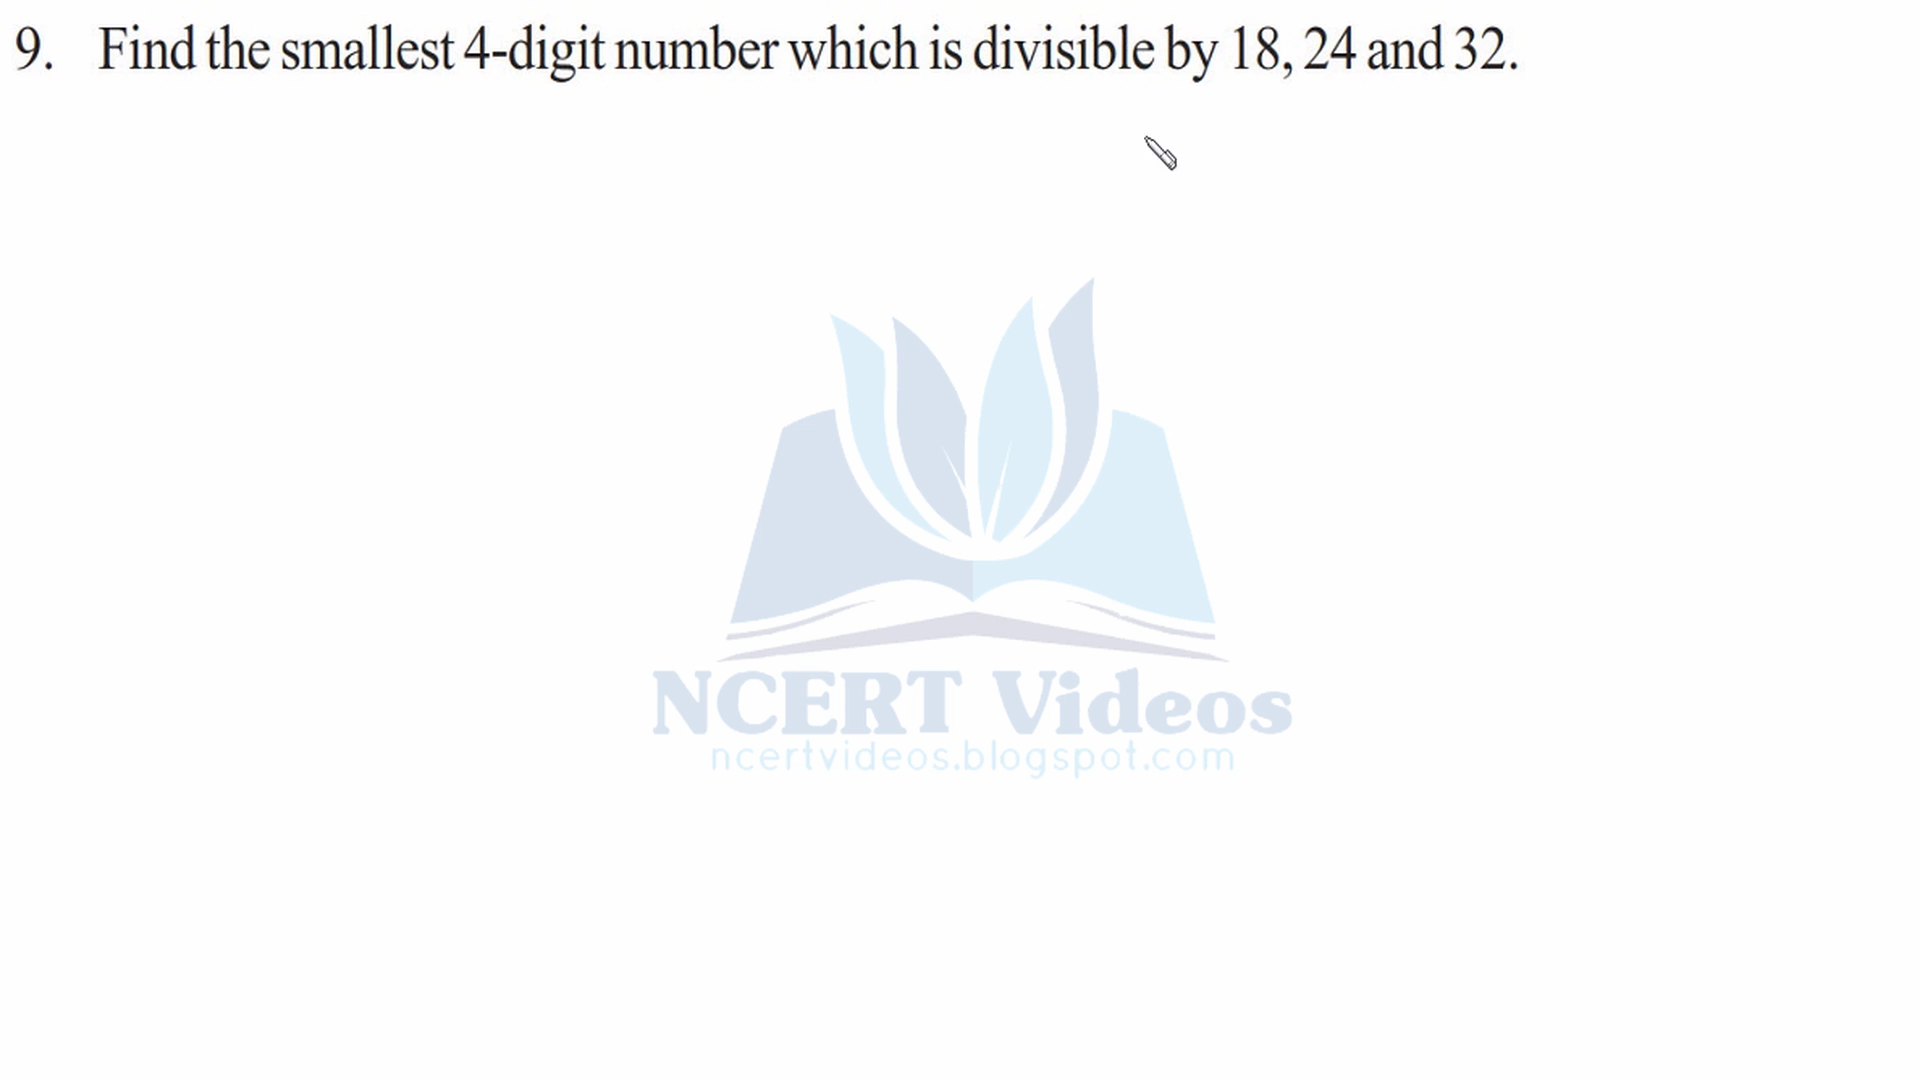 9. Find the smallest 4-digit number which is divisible by 18, 24 and 32.
NCERT Videos
ncertvideos.blogspot.com